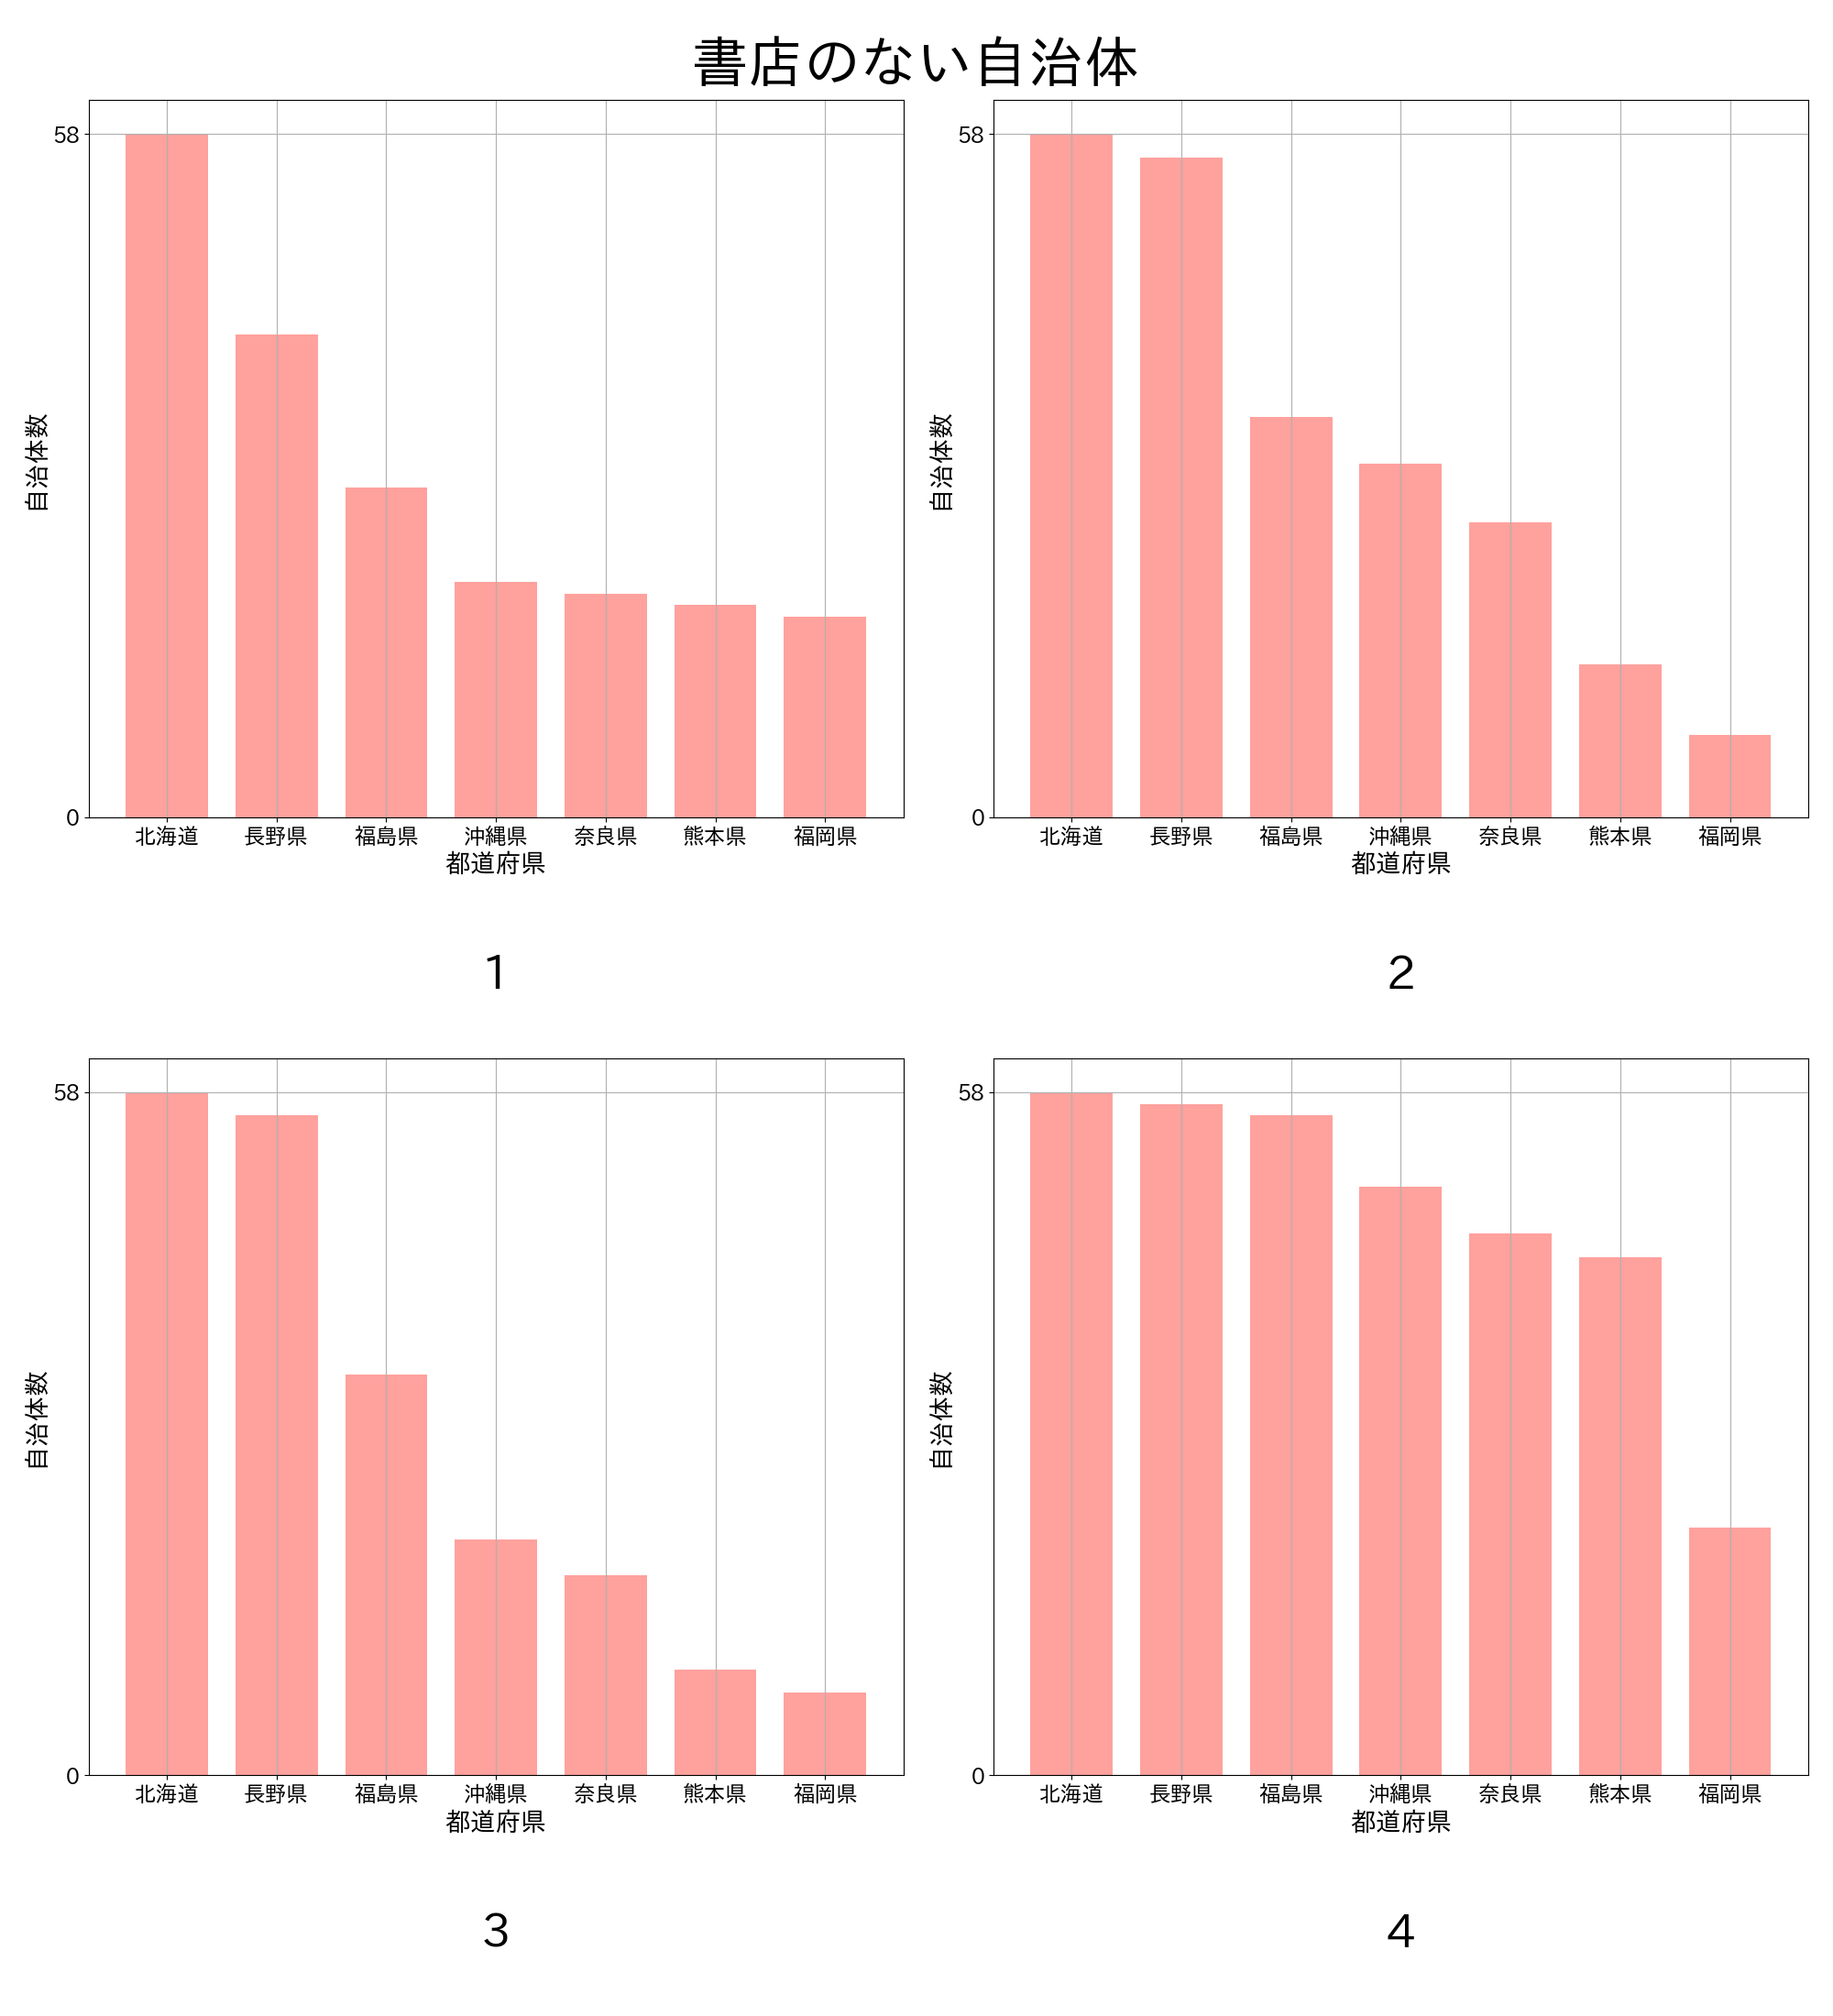 書店のない自治体
58
0
自治体数
北海道 長野県 福島県 沖縄県 奈良県 熊本県 福岡県
都道府県
1
58
0
自治体数
北海道 長野県 福島県 沖縄県 奈良県 熊本県 福岡県
都道府県
2
58
0
自治体数
北海道 長野県 福島県 沖縄県 奈良県 熊本県 福岡県
都道府県
3
58
0
自治体数
北海道 長野県 福島県 沖縄県 奈良県 熊本県 福岡県
都道府県
4